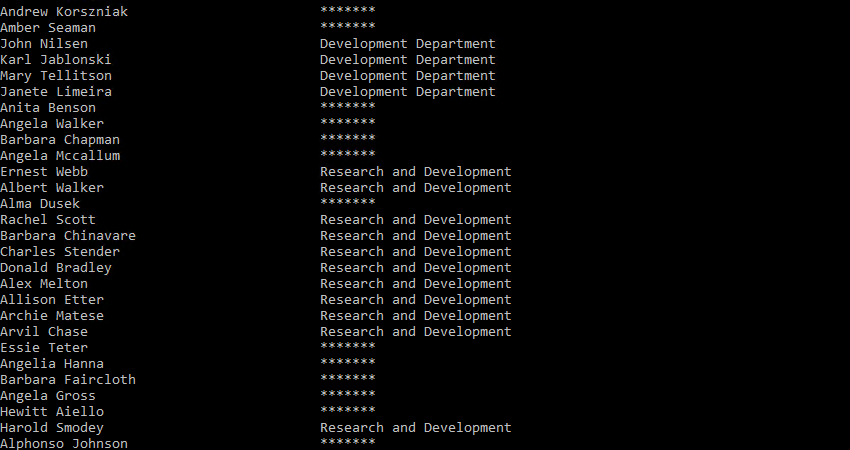 Andrew Korszniak *******
Amber Seaman *******
John Nilsen Development Department
Karl Jablonski Development Department
Mary Tellitson Development Department
Janete Limeira Development Department
Anita Benson *******
Angela Walker *******
Barbara Chapman *******
Angela Mccallum *******
Ernest Webb Research and Development
Albert Walker Research and Development
Alma Dusek *******
Rachel Scott Research and Development
Barbara Chinavare Research and Development
Charles Stender Research and Development
Donald Bradley Research and Development
Alex Melton Research and Development
Allison Etter Research and Development
Archie Matese Research and Development
Arvil Chase Research and Development
Essie Teter *******
Angelia Hanna *******
Barbara Faircloth *******
Angela Gross *******
Hewitt Aiello *******
Harold Smodey Research and Development
Alphonso Johnson *******